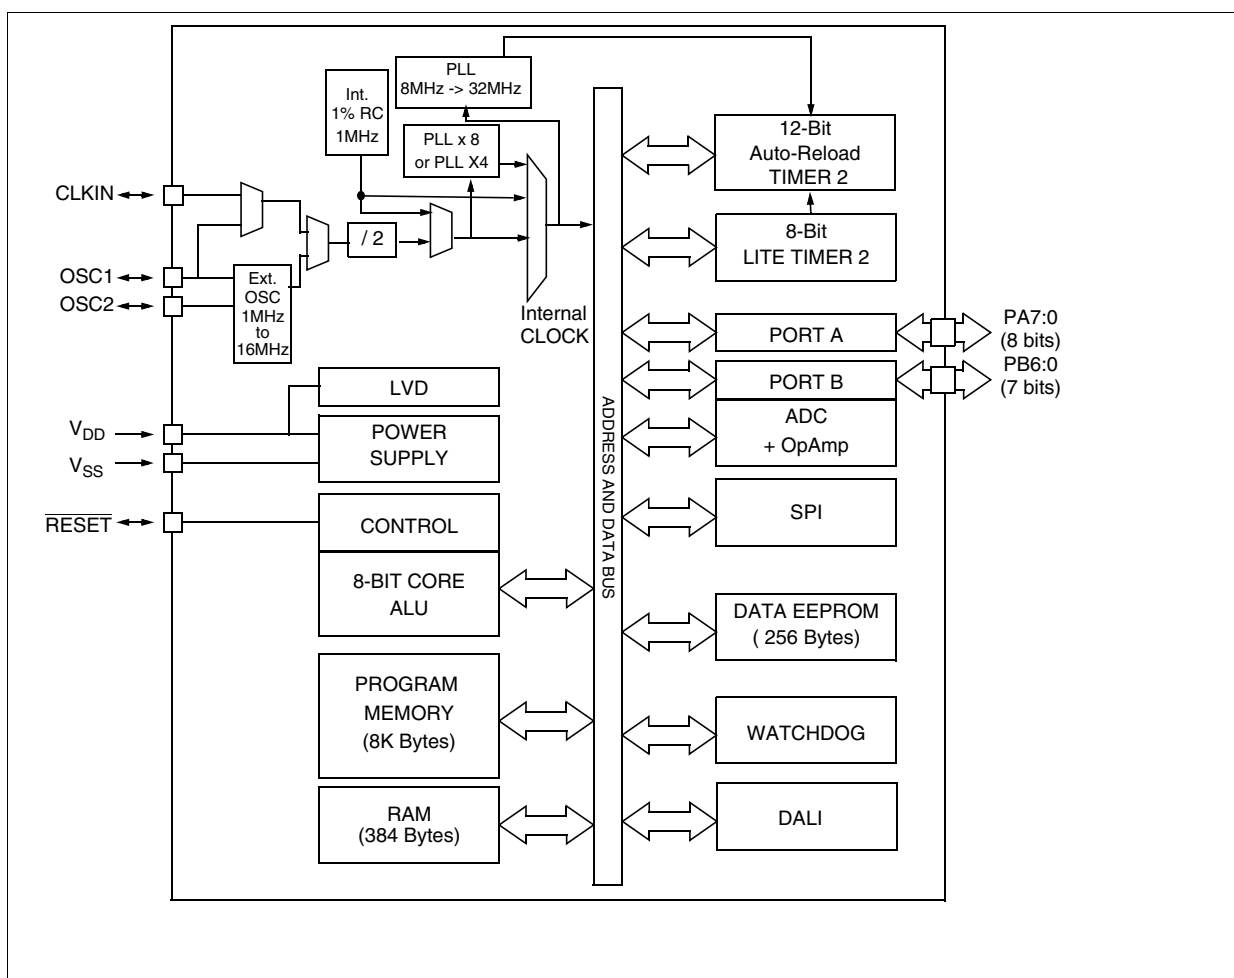 PLL
8MHz -> 32MHz
Int.
1% RC
1MHz
PLL x 8
or PLL X4
CLKIN
/ 2
OSC1
OSC2
Ext.
OSC
1MHz
to
16MHz
Internal
CLOCK
LVD
VDD
POWER
SUPPLY
VSS
RESET
CONTROL
8-BIT CORE
ALU
PROGRAM
MEMORY
(8K Bytes)
RAM
(384 Bytes)
ADDRESS AND DATA BUS
12-Bit
Auto-Reload
TIMER 2
8-Bit
LITE TIMER 2
PORT A
PA7:0
(8 bits)
PORT B
PB6:0
(7 bits)
ADC
+ OpAmp
SPI
DATA EEPROM
( 256 Bytes)
WATCHDOG
DALI